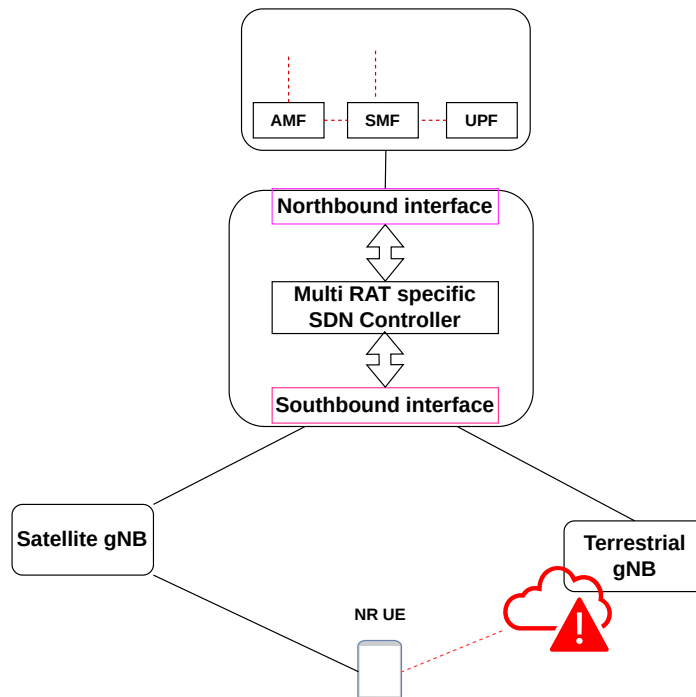 AMF
SMF
UPF
Northbound interface
Multi RAT specific
SDN Controller
Southbound interface
Satellite gNB
Terrestrial
gNB
NR UE